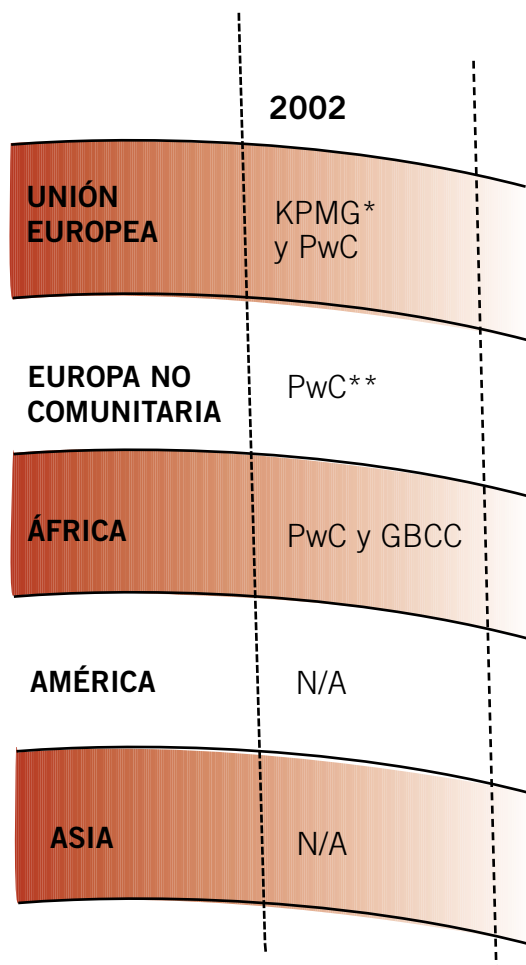 2002
UNIÓN
EUROPEA
KPMG*
y PwC
EUROPA NO
COMUNITARIA
PwC**
ÁFRICA
PwC y GBCC
AMÉRICA
N/A
ASIA
N/A